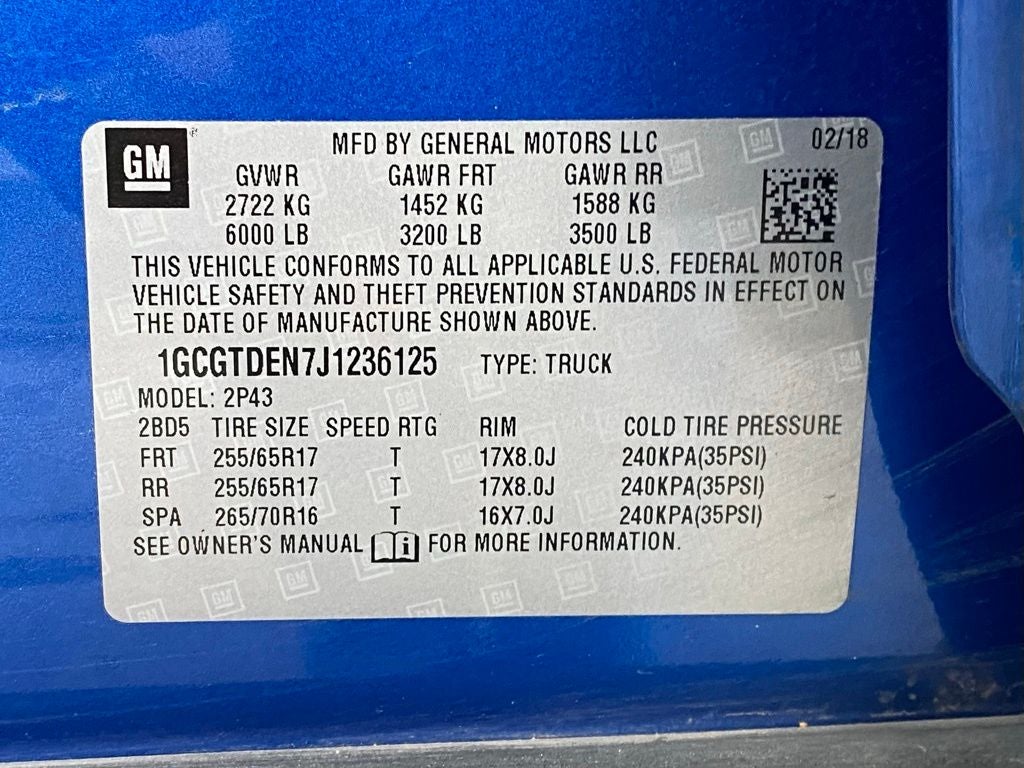 GM MFD BY GENERAL MOTORS LLC 02/18
GVWR GAWR FRT GAWR RR
2722 KG 1452 KG 1588 KG
6000 LB 3200 LB 3500 LB
THIS VEHICLE CONFORMS TO ALL APPLICABLE U.S. FEDERAL MOTOR
VEHICLE SAFETY AND THEFT PREVENTION STANDARDS IN EFFECT ON
THE DATE OF MANUFACTURE SHOWN ABOVE.
1GCGTDEN7J1236125 TYPE: TRUCK
MODEL: 2P43
2BD5 TIRE SIZE SPEED RTG RIM COLD TIRE PRESSURE
FRT 255/65R17 T 17X8.0J 240KPA(35PSI)
RR 255/65R17 T 17X8.0J 240KPA(35PSI)
SPA 265/70R16 T 16X7.0J 240KPA(35PSI)
SEE OWNER'S MANUAL i FOR MORE INFORMATION.